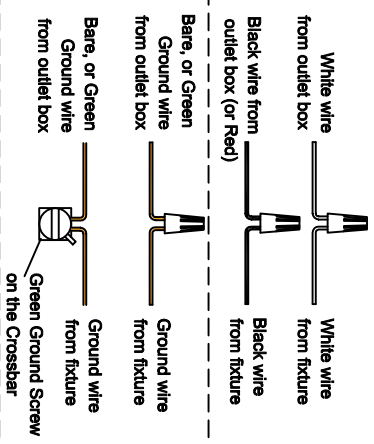 White wire
from outlet box
White wire
from fixture
Black wire from
outlet box (or Red)
Black wire
from fixture
Bare, or Green
Ground wire
from outlet box
Ground wire
from fixture
Bare, or Green
Ground wire
from outlet box
Ground wire
from fixture
Green Ground Screw
on the Crossbar